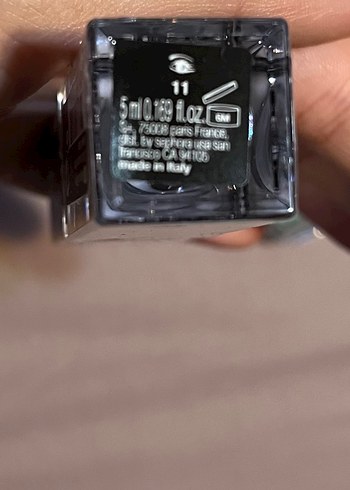 11
5 ml 0.169 fl.oz.
6M
75008 paris France
dist. by sephora usa san
francisco CA 94105
made in Italy